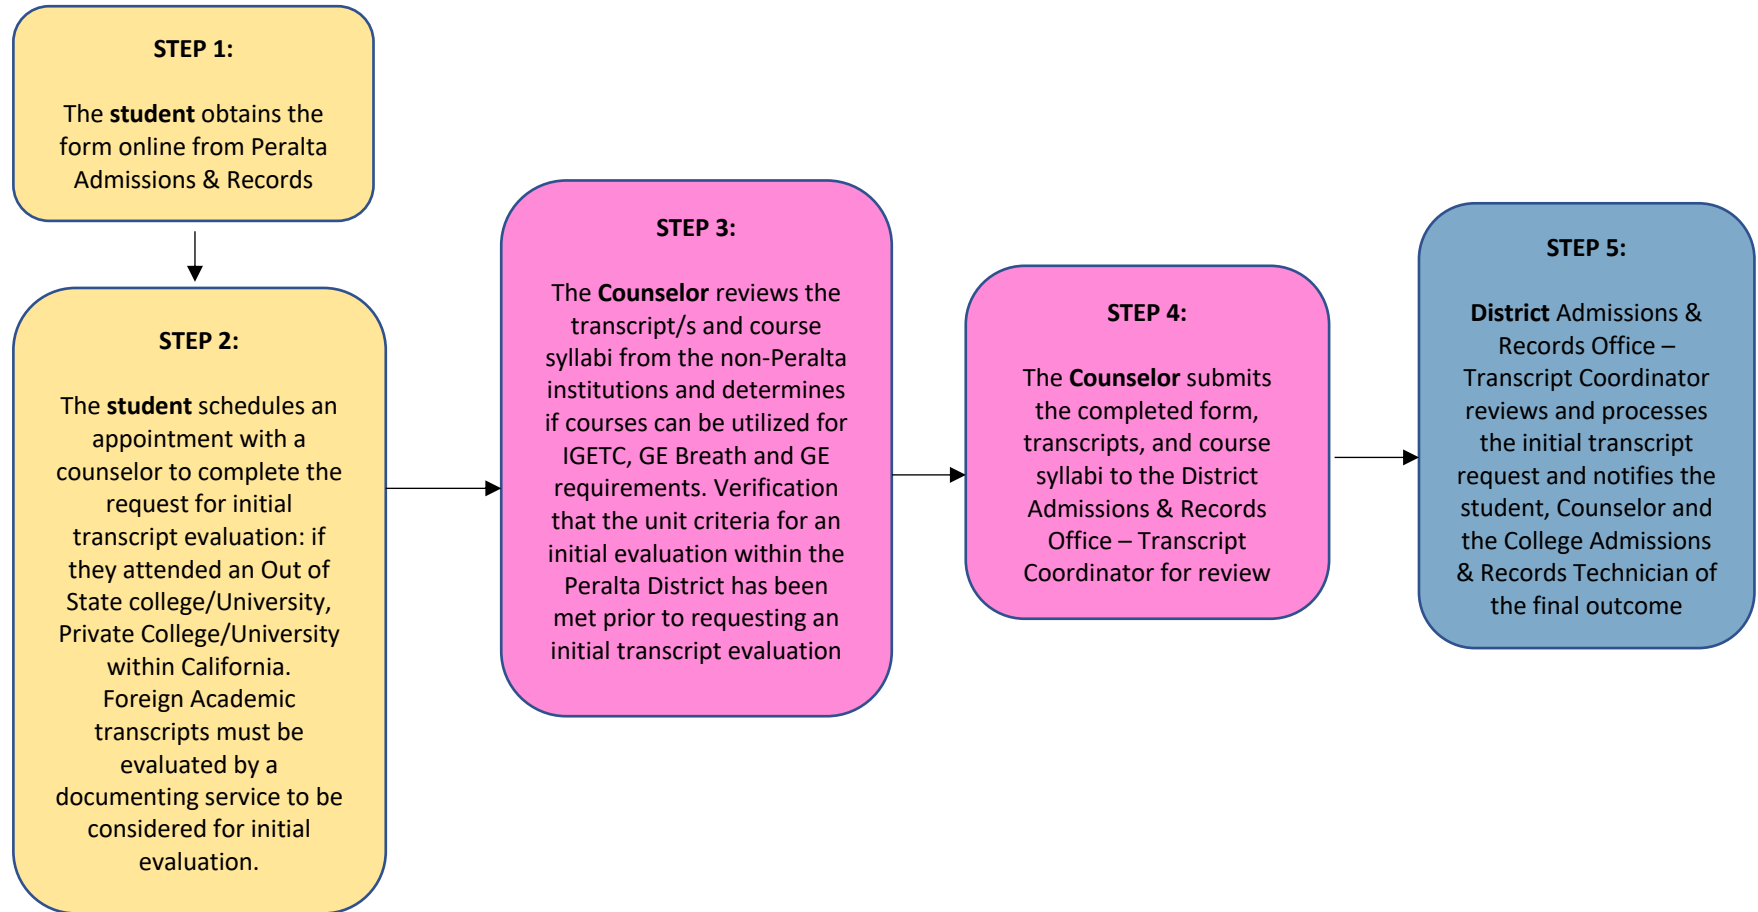 STEP 1:
The student obtains the
form online from Peralta
Admissions & Records
STEP 2:
The student schedules an
appointment with a
counselor to complete the
request for initial
transcript evaluation: if
they attended an Out of
State college/University,
Private College/University
within California.
Foreign Academic
transcripts must be
evaluated by a
documenting service to be
considered for initial
evaluation.
STEP 3:
The Counselor reviews the
transcript/s and course
syllabi from the non-Peralta
institutions and determines
if courses can be utilized for
IGETC, GE Breath and GE
requirements. Verification
that the unit criteria for an
initial evaluation within the
Peralta District has been
met prior to requesting an
initial transcript evaluation
STEP 4:
The Counselor submits
the completed form,
transcripts, and course
syllabi to the District
Admissions & Records
Office – Transcript
Coordinator for review
STEP 5:
District Admissions &
Records Office –
Transcript Coordinator
reviews and processes
the initial transcript
request and notifies the
student, Counselor and
the College Admissions
& Records Technician of
the final outcome